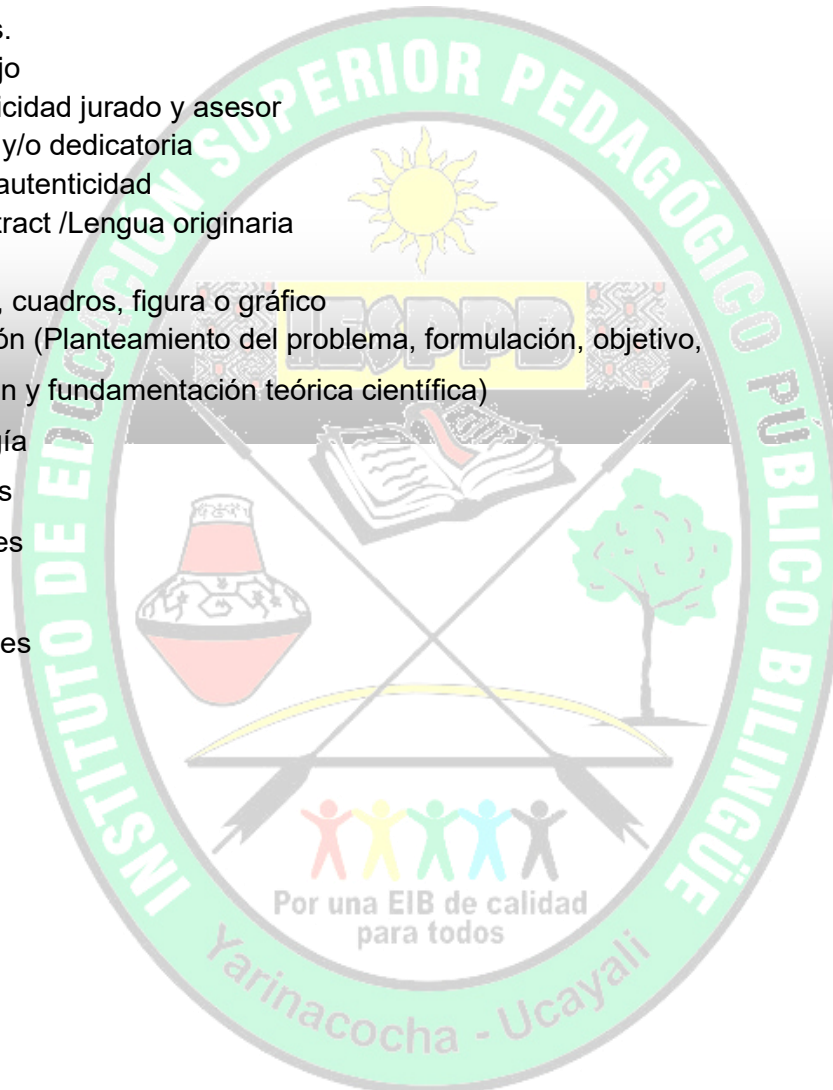 s.
jo
icidad jurado y asesor
y/o dedicatoria
autenticidad
tract /Lengua originaria
, cuadros, figura o gráfico
ón (Planteamiento del problema, formulación, objetivo,
n y fundamentación teórica científica)
gía
s
es
es
INSTITUTO DE EDUCACIÓN SUPERIOR PEDAGÓGICO PÚBLICO BILINGÜE
IESPPB
Por una EIB de calidad
para todos
Yarinacocha - Ucayali